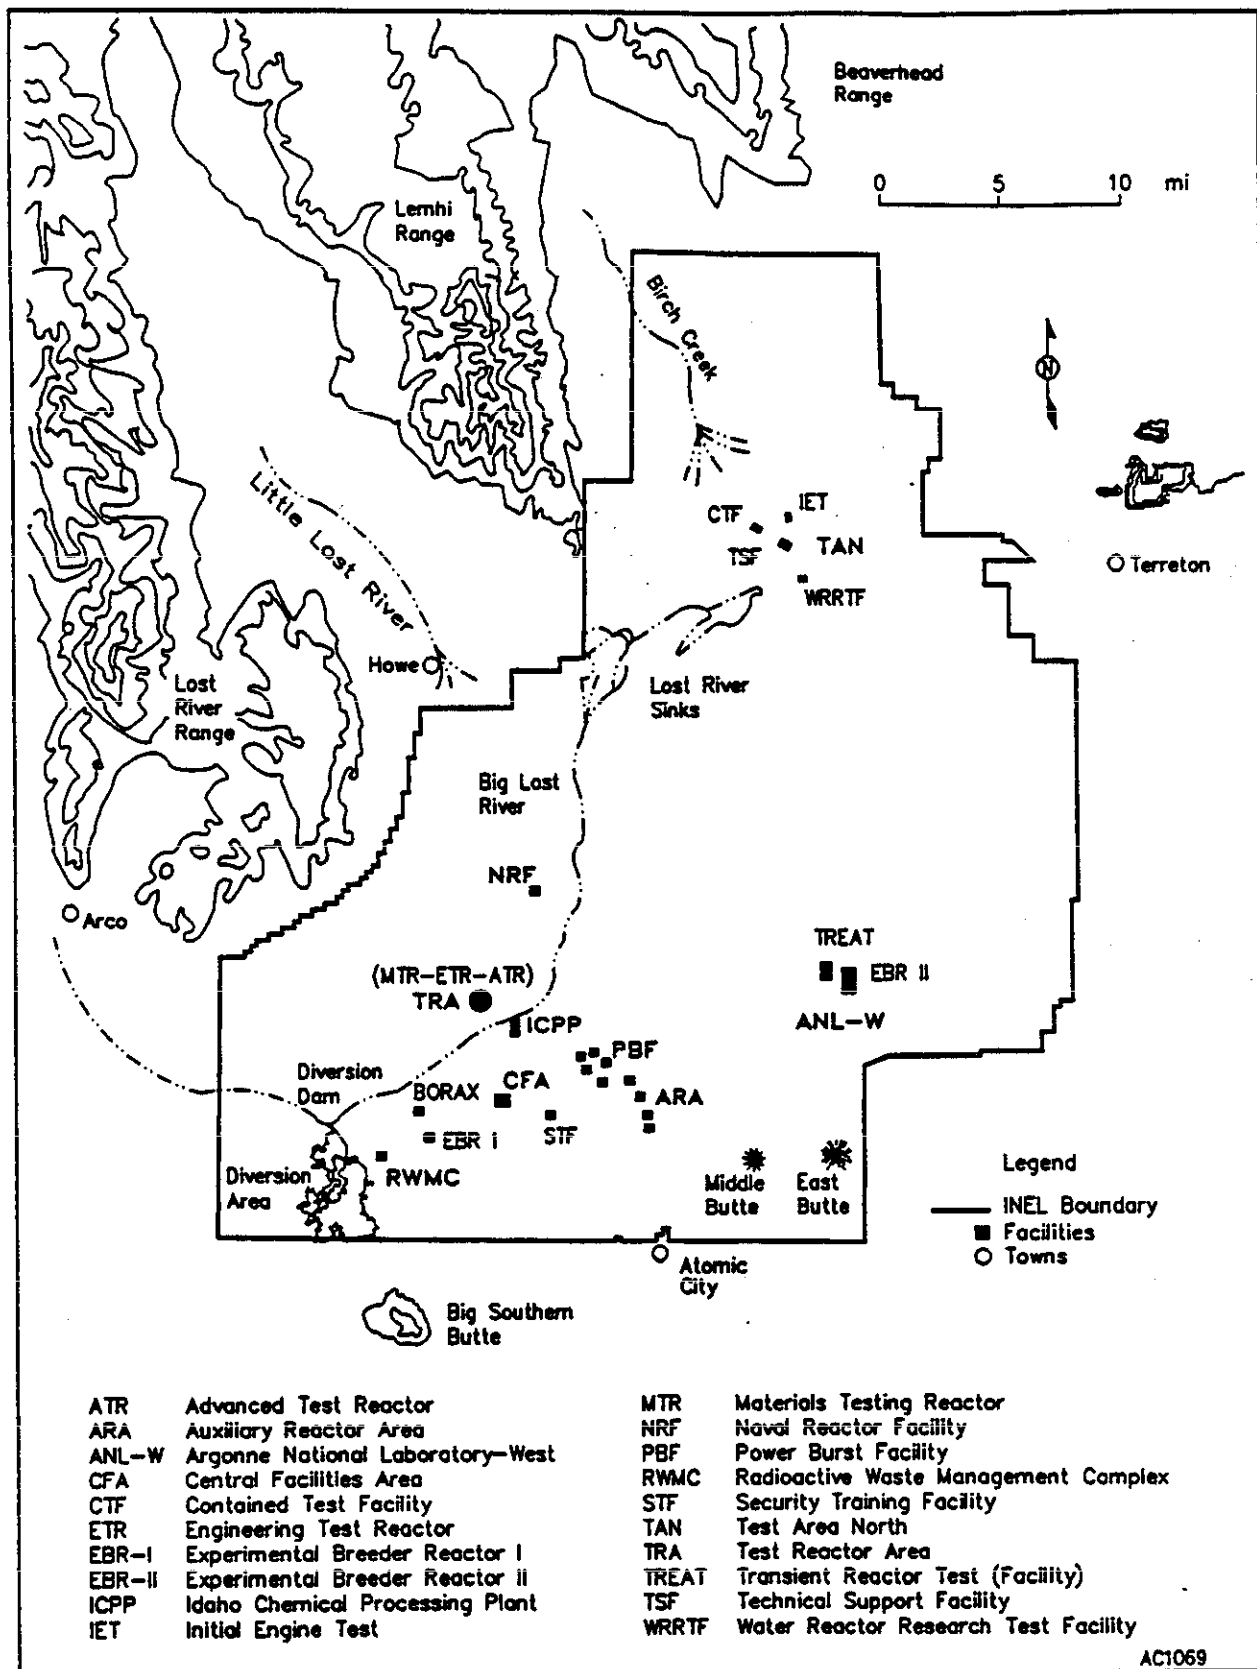 Beaverhead
Range
0 5 10 mi
Lemhi
Range
Birch Creek
N
Little Lost River
CTF
IET
TSF
TAN
WRRTF
Terreton
Howe
Lost
River
Range
Lost River
Sinks
Big Lost
River
NRF
Arco
TREAT
(MTR-ETR-ATR)
TRA
EBR II
ANL-W
ICPP
PBF
Diversion
Dam
BORAX
CFA
ARA
EBR I
STF
Diversion
Area
RWMC
Middle
Butte
East
Butte
Legend
INEL Boundary
Facilities
Towns
Atomic
City
Big Southern
Butte
ATR Advanced Test Reactor
ARA Auxiliary Reactor Area
ANL-W Argonne National Laboratory-West
CFA Central Facilities Area
CTF Contained Test Facility
ETR Engineering Test Reactor
EBR-I Experimental Breeder Reactor I
EBR-II Experimental Breeder Reactor II
ICPP Idaho Chemical Processing Plant
IET Initial Engine Test
MTR Materials Testing Reactor
NRF Naval Reactor Facility
PBF Power Burst Facility
RWMC Radioactive Waste Management Complex
STF Security Training Facility
TAN Test Area North
TRA Test Reactor Area
TREAT Transient Reactor Test (Facility)
TSF Technical Support Facility
WRRTF Water Reactor Research Test Facility
AC1069